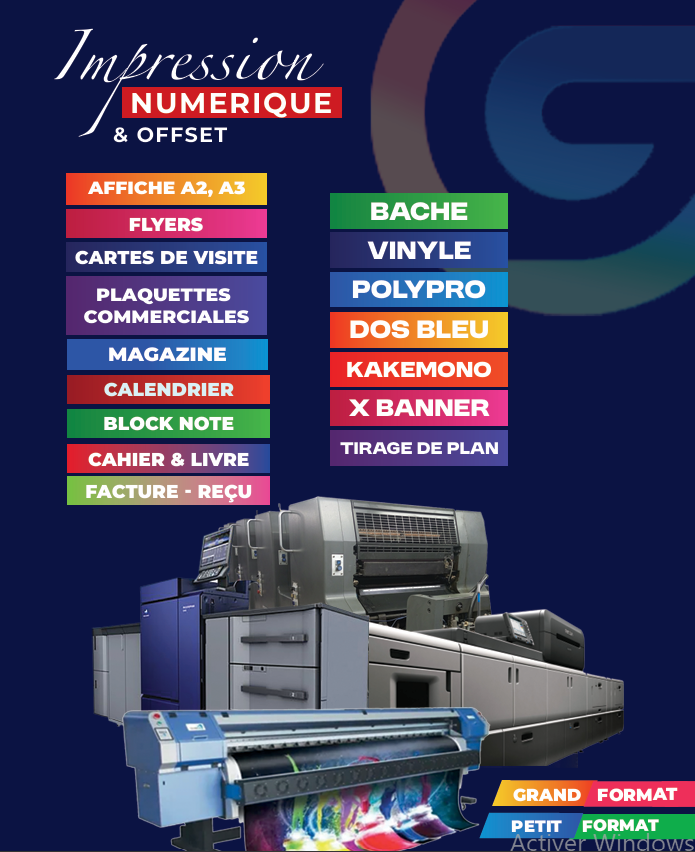 Impression
NUMERIQUE
& OFFSET
AFFICHE A2, A3
FLYERS
CARTES DE VISITE
PLAQUETTES
COMMERCIALES
MAGAZINE
CALENDRIER
BLOCK NOTE
CAHIER & LIVRE
FACTURE - REÇU
BACHE
VINYLE
POLYPRO
DOS BLEU
KAKEMONO
X BANNER
TIRAGE DE PLAN
GRAND FORMAT
PETIT FORMAT
Activer Windows